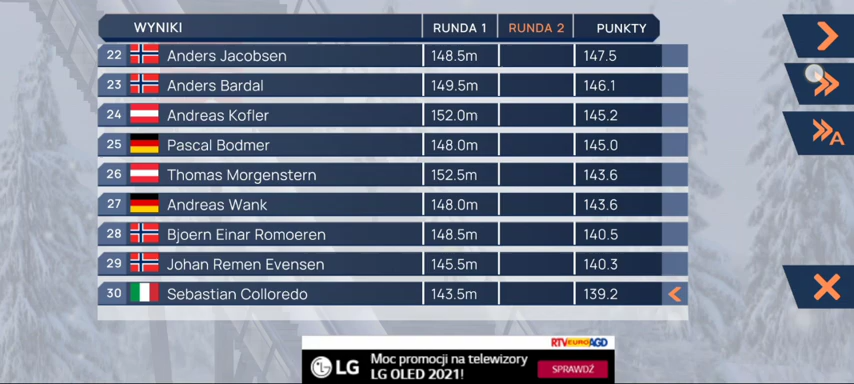 WYNIKI RUNDA 1 RUNDA 2 PUNKTY
22 Anders Jacobsen 148.5m 147.5
23 Anders Bardal 149.5m 146.1
24 Andreas Kofler 152.0m 145.2
25 Pascal Bodmer 148.0m 145.0
26 Thomas Morgenstern 152.5m 143.6
27 Andreas Wank 148.0m 143.6
28 Bjoern Einar Romoeren 148.5m 140.5
29 Johan Remen Evensen 145.5m 140.3
30 Sebastian Colloredo 143.5m 139.2
A
RTV EURO AGD
LG Moc promocji na telewizory
LG OLED 2021!
SPRAWDŹ